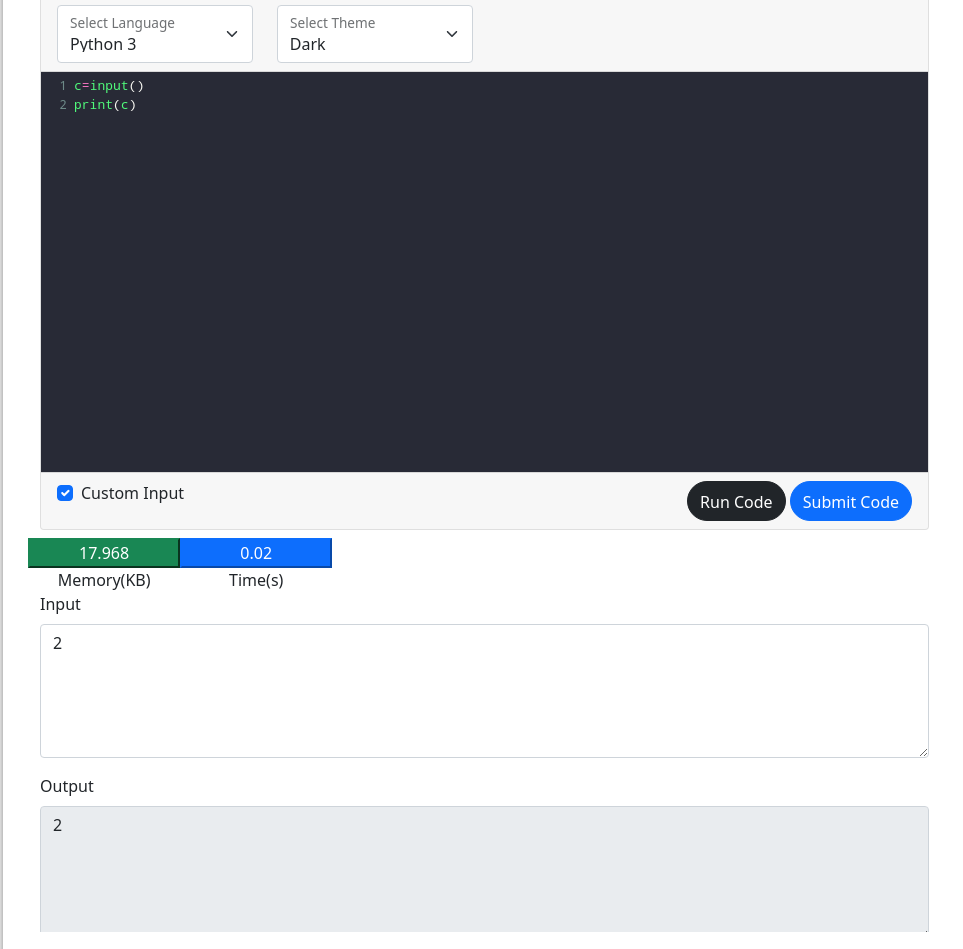 Select Language
Python 3
Select Theme
Dark
1 c=input()
2 print(c)
Custom Input
Run Code
Submit Code
17.968
0.02
Memory(KB)
Time(s)
Input
2
Output
2